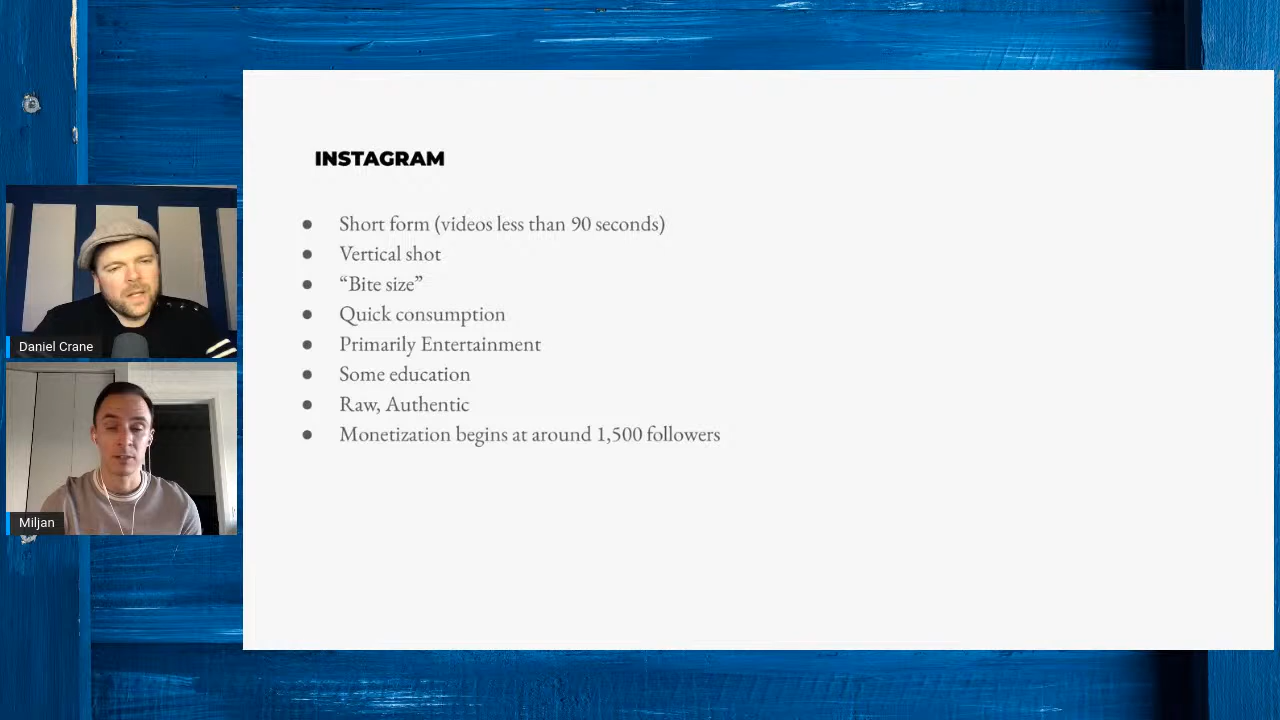 INSTAGRAM
● Short form (videos less than 90 seconds)
● Vertical shot
● “Bite size”
● Quick consumption
● Primarily Entertainment
● Some education
● Raw, Authentic
● Monetization begins at around 1,500 followers
Daniel Crane
Miljan